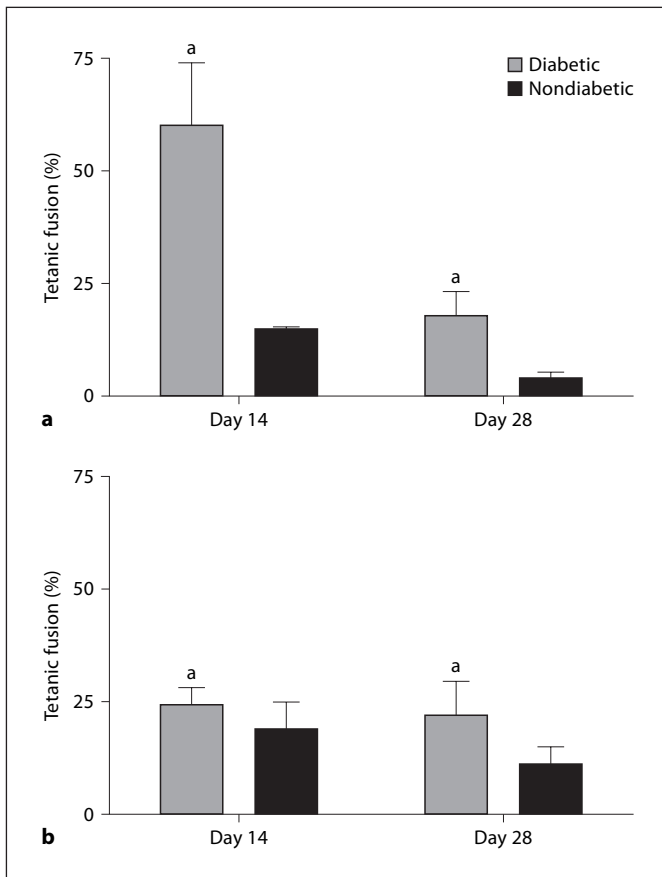 75
a
Diabetic
Nondiabetic
50
Tetanic fusion (%)
25
a
0
a
Day 14
Day 28
75
50
Tetanic fusion (%)
25
a
a
0
b
Day 14
Day 28